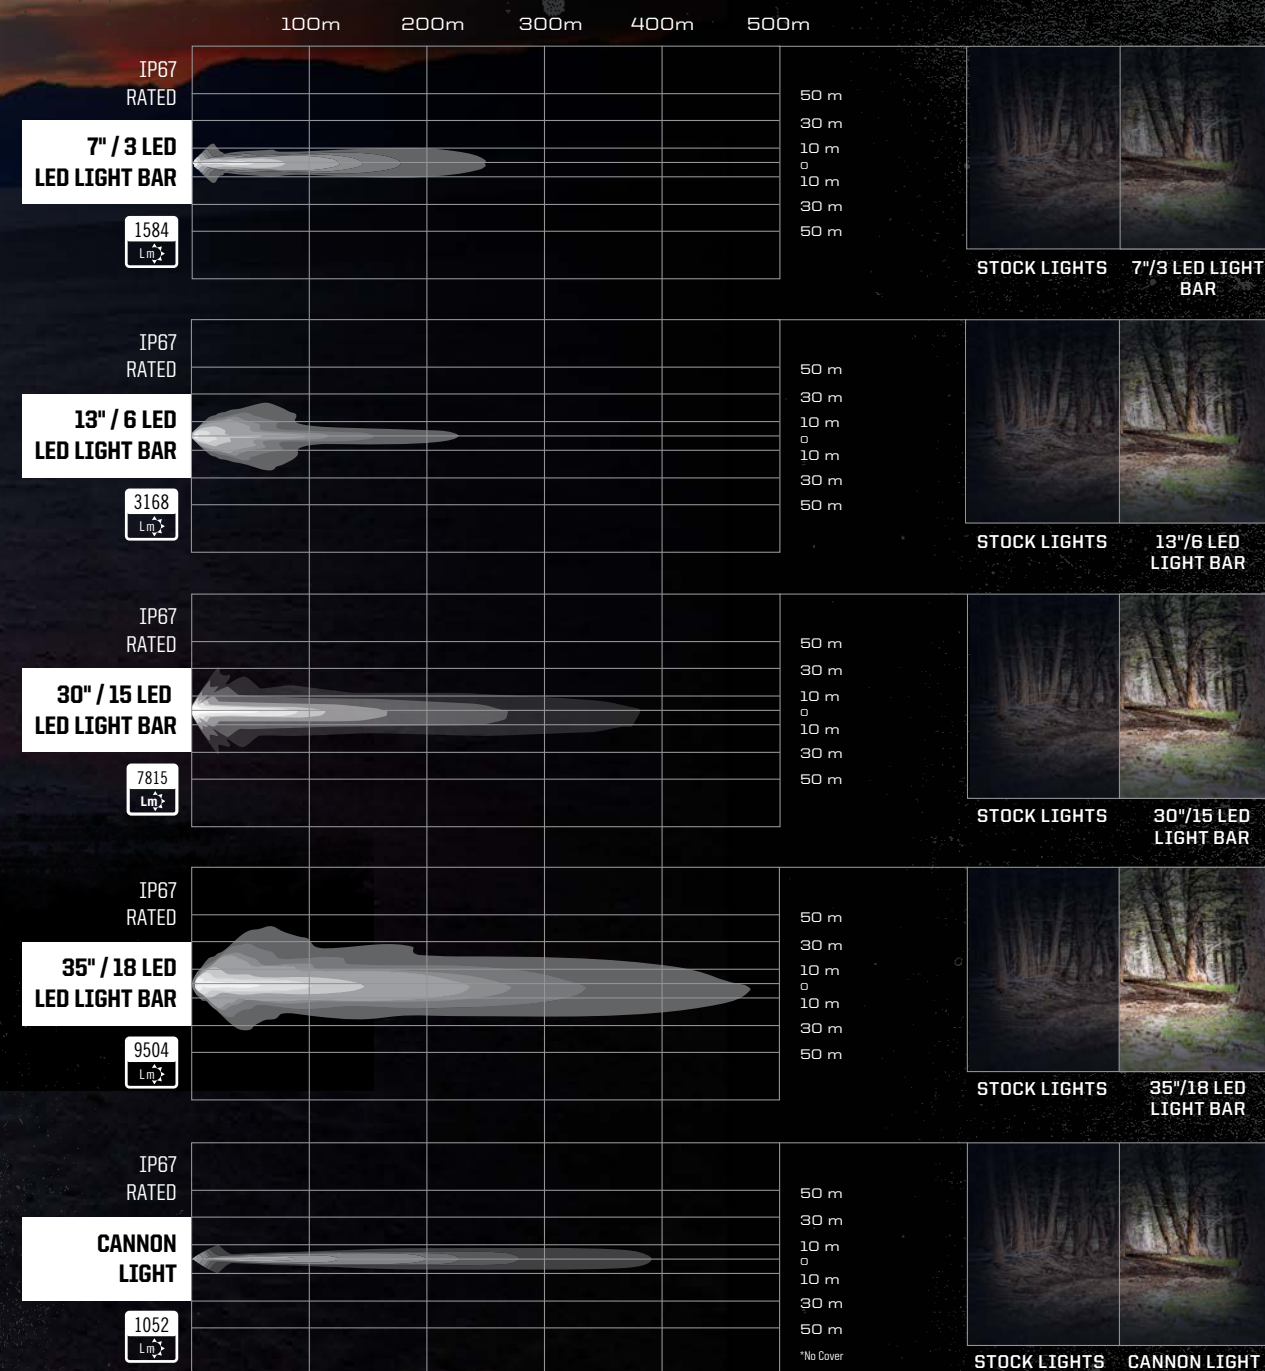 100m 200m 300m 400m 500m
IP67
RATED
7" / 3 LED
LED LIGHT BAR
1584
Lm
50 m
30 m
10 m
0
10 m
30 m
50 m
STOCK LIGHTS
7"/3 LED LIGHT
BAR
IP67
RATED
13" / 6 LED
LED LIGHT BAR
3168
Lm
50 m
30 m
10 m
0
10 m
30 m
50 m
STOCK LIGHTS
13"/6 LED
LIGHT BAR
IP67
RATED
30" / 15 LED
LED LIGHT BAR
7815
Lm
50 m
30 m
10 m
0
10 m
30 m
50 m
STOCK LIGHTS
30"/15 LED
LIGHT BAR
IP67
RATED
35" / 18 LED
LED LIGHT BAR
9504
Lm
50 m
30 m
10 m
0
10 m
30 m
50 m
STOCK LIGHTS
35"/18 LED
LIGHT BAR
IP67
RATED
CANNON
LIGHT
1052
Lm
50 m
30 m
10 m
0
10 m
30 m
50 m
*No Cover
STOCK LIGHTS
CANNON LIGHT